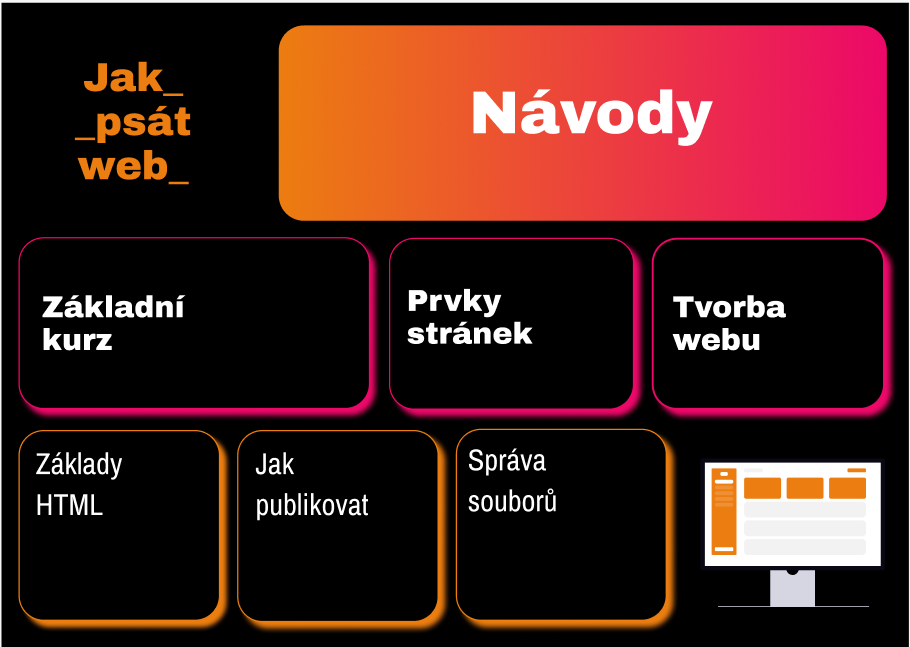 Jak_
_psát
web_
Návody
Základní
kurz
Prvky
stránek
Tvorba
webu
Základy
HTML
Jak
publikovat
Správa
souborů